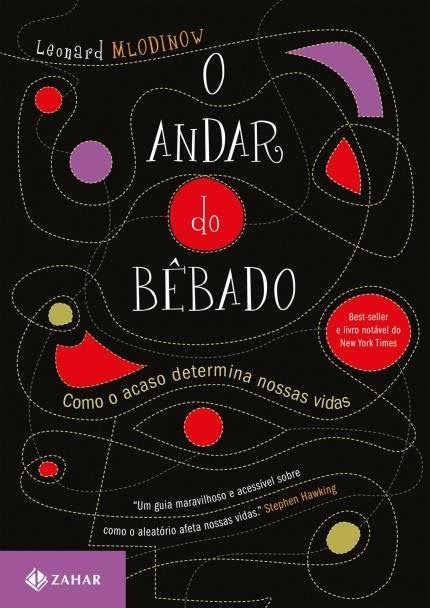 Leonard MLODINOW
O
ANDAR
do
BÊBADO
Best-seller
e livro notável do
New York Times
Como o acaso determina nossas vidas
“Um guia maravilhoso e acessível sobre
como o aleatório afeta nossas vidas.” Stephen Hawking
ZAHAR